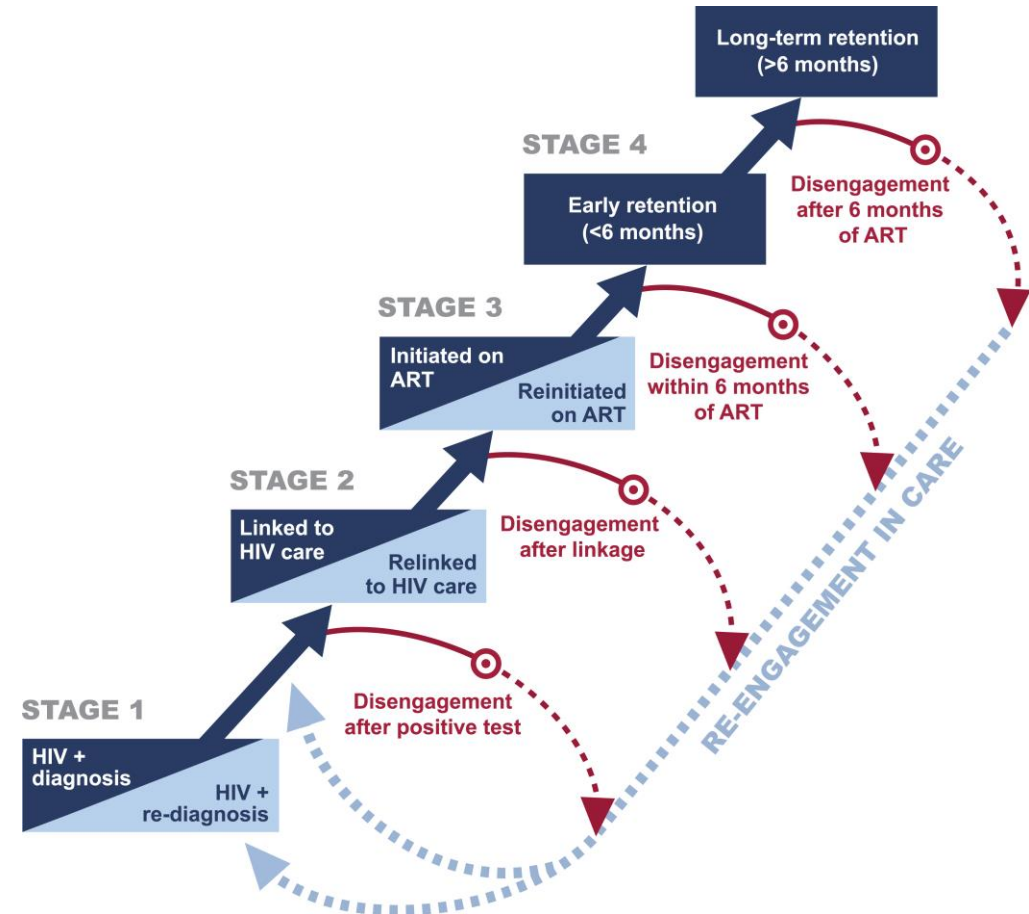 Long-term retention
(>6 months)
STAGE 4
Early retention
(<6 months)
Disengagement
after 6 months
of ART
STAGE 3
Initiated on
ART
Reinitiated
on ART
Disengagement
within 6 months
of ART
STAGE 2
Linked to
HIV care
Relinked
to HIV care
Disengagement
after linkage
RE-ENGAGEMENT IN CARE
STAGE 1
HIV +
diagnosis
HIV +
re-diagnosis
Disengagement
after positive test